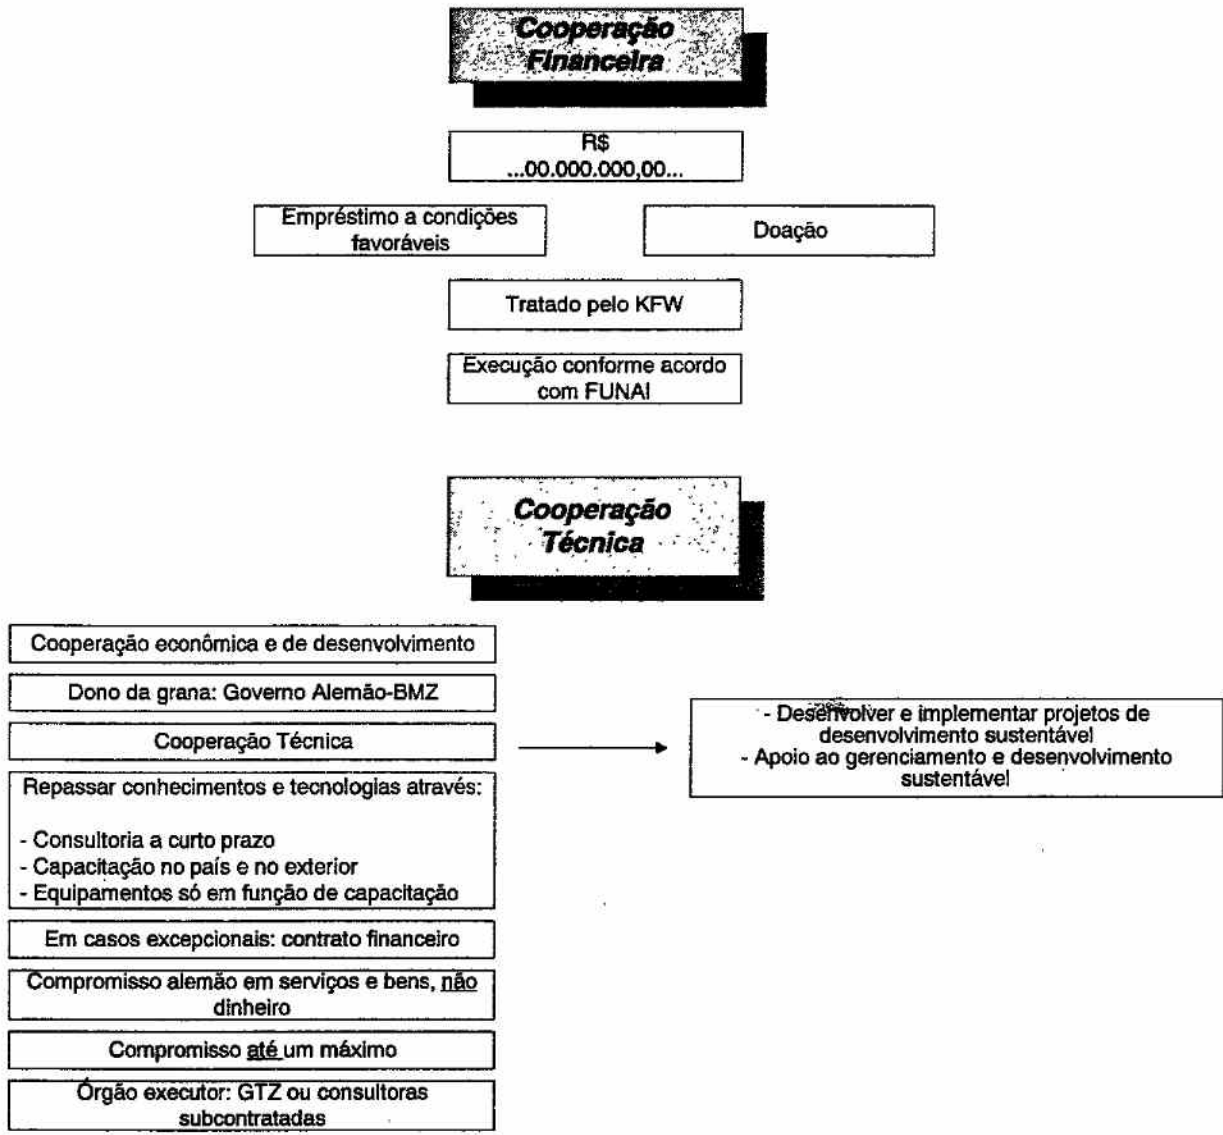 Cooperação
Financeira
R$
...00.000.000,00...
Empréstimo a condições
favoráveis
Doação
Tratado pelo KFW
Execução conforme acordo
com FUNAI
Cooperação
Técnica
Cooperação econômica e de desenvolvimento
Dono da grana: Governo Alemão-BMZ
Cooperação Técnica
- Desenvolver e implementar projetos de
desenvolvimento sustentável
- Apoio ao gerenciamento e desenvolvimento
sustentável
Repassar conhecimentos e tecnologias através:
- Consultoria a curto prazo
- Capacitação no país e no exterior
- Equipamentos só em função de capacitação
Em casos excepcionais: contrato financeiro
Compromisso alemão em serviços e bens, não
dinheiro
Compromisso até um máximo
Órgão executor: GTZ ou consultoras
subcontratadas